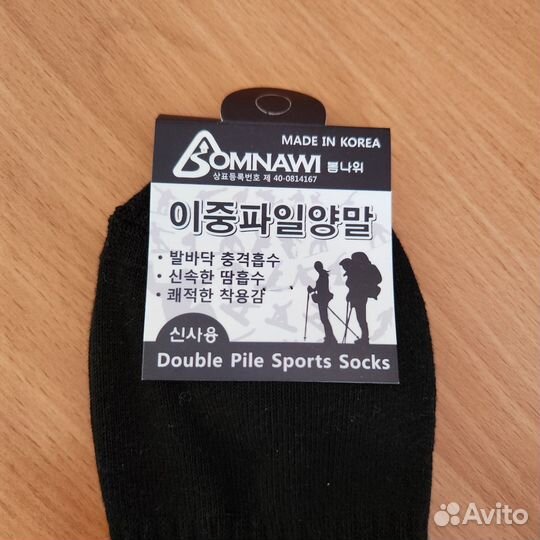 MADE IN KOREA
BOMNAWI 봄나위
상표등록번호 제 40-0814167
이중파일양말
• 발바닥 충격흡수
• 신속한 땀흡수
• 쾌적한 착용감
신사용
Double Pile Sports Socks
Avito